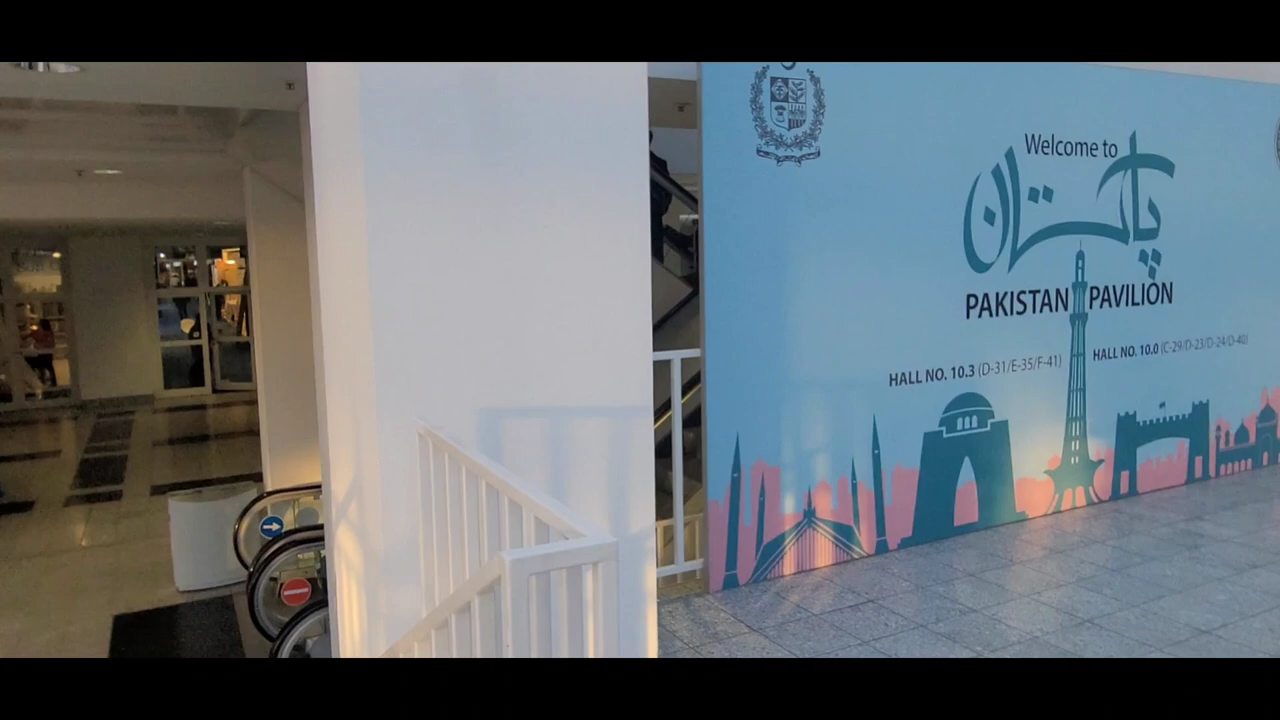 Welcome to
پاکستان
PAKISTAN PAVILION
HALL NO. 10.3 (D-31/E-35/F-41)
HALL NO. 10.0 (C-29/D-23/D-24/D-40)